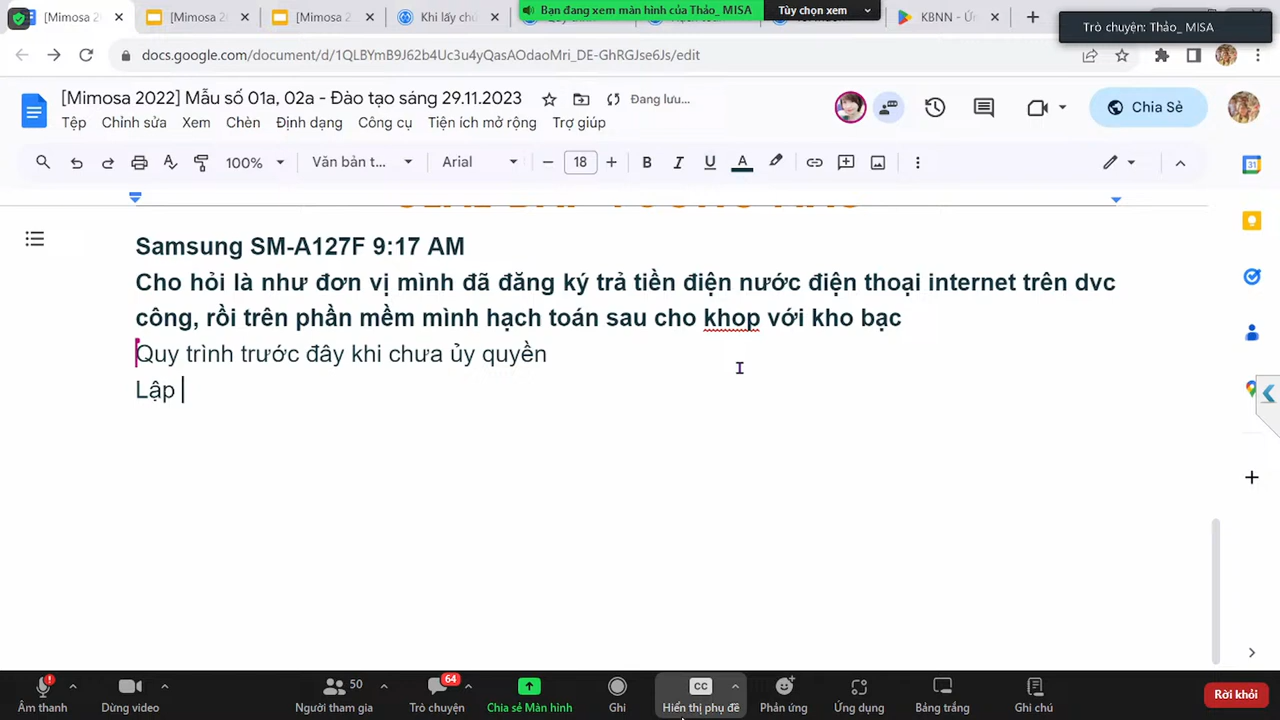 [Mimosa 2
[Mimosa 2
[Mimosa 2
Khi lấy chứ
Bạn đang xem màn hình của Thảo_ MISA
Tùy chọn xem
KBNN - Ứ
Trò chuyện: Thảo_ MISA
docs.google.com/document/d/1QLBYmB9J62b4Uc3u4yQasAOdaoMri_DE-GhRGJse6Js/edit
[Mimosa 2022] Mẫu số 01a, 02a - Đào tạo sáng 29.11.2023
Đang lưu...
Chia Sẻ
Tệp Chỉnh sửa Xem Chèn Định dạng Công cụ Tiện ích mở rộng Trợ giúp
100% Văn bản t... Arial 18 B I U A
31
Samsung SM-A127F 9:17 AM
Cho hỏi là như đơn vị mình đã đăng ký trả tiền điện nước điện thoại internet trên dvc
công, rồi trên phần mềm mình hạch toán sau cho khop với kho bạc
Quy trình trước đây khi chưa ủy quyền
Lập
50
64
CC
Âm thanh
Dừng video
Người tham gia
Trò chuyện
Chia sẻ Màn hình
Ghi
Hiển thị phụ đề
Phản ứng
Ứng dụng
Bảng trắng
Ghi chú
Rời khỏi